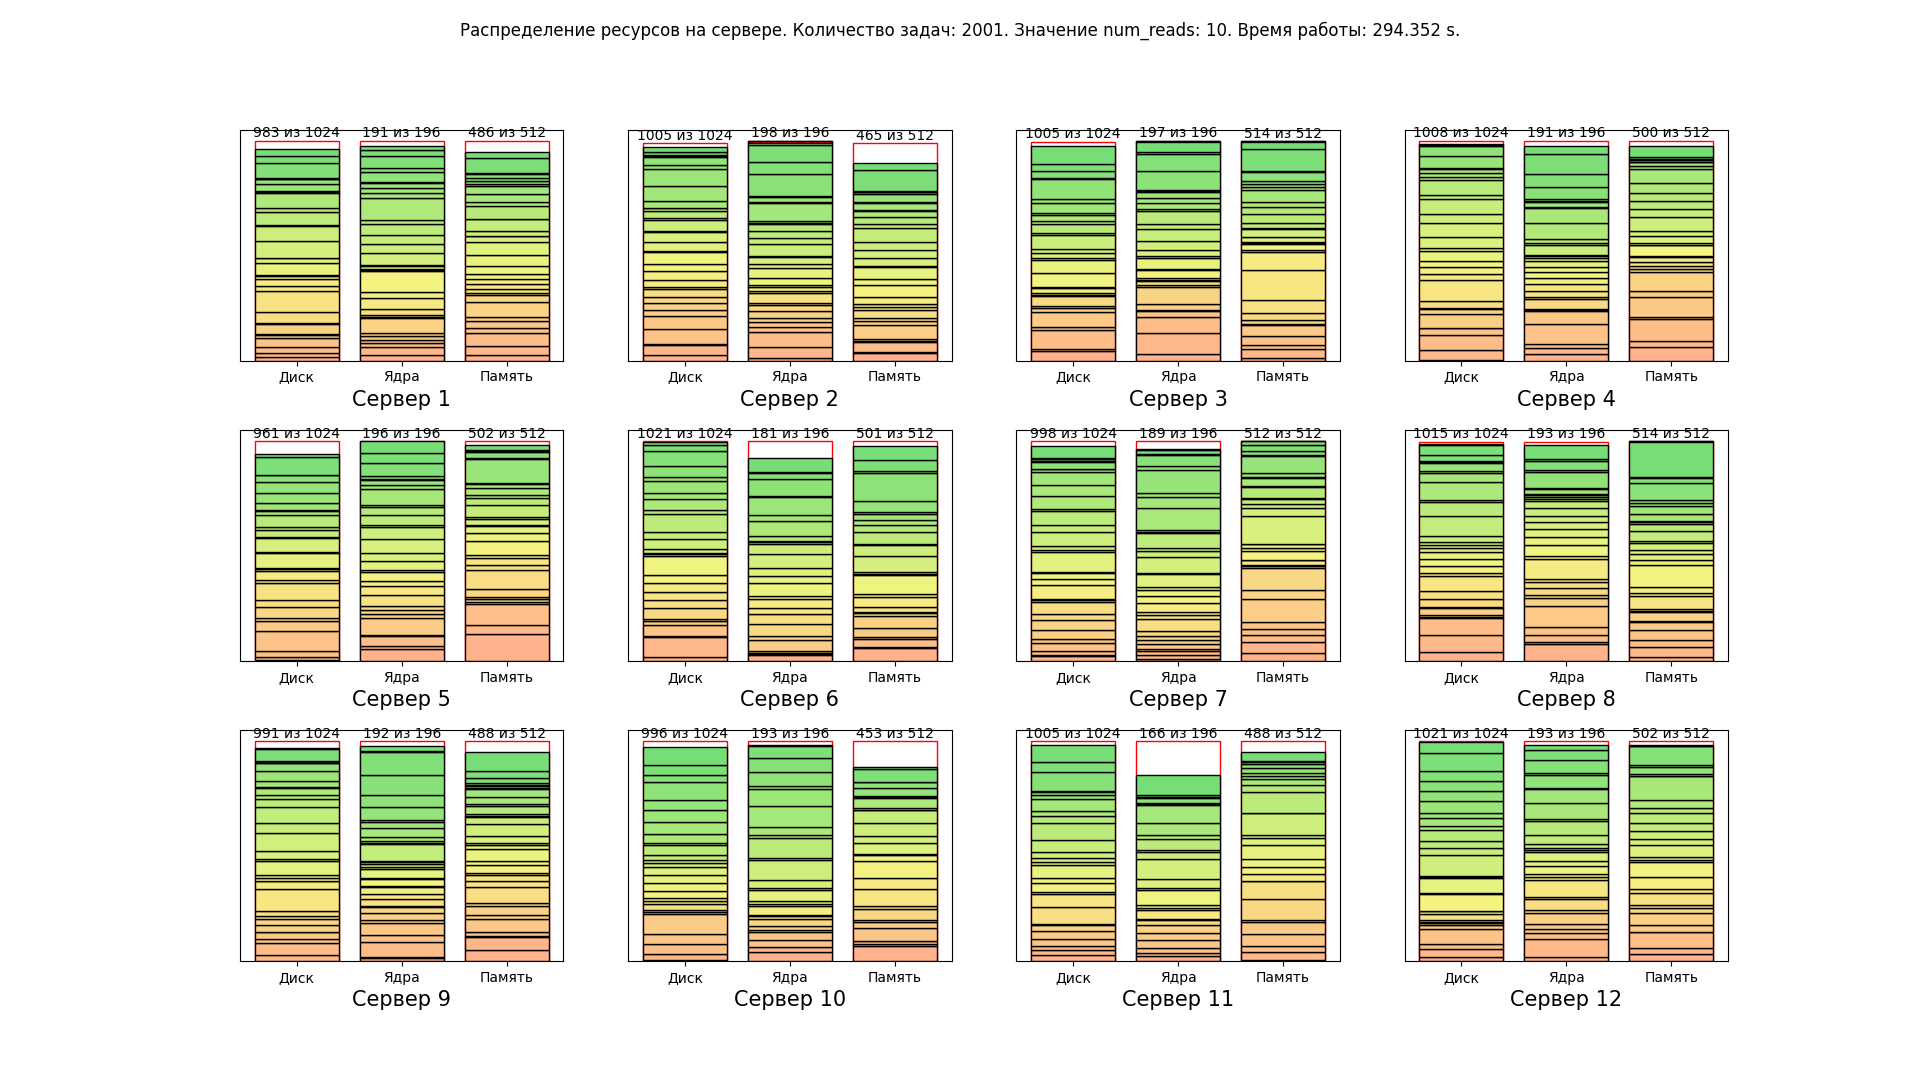 Распределение ресурсов на сервере. Количество задач: 2001. Значение num_reads: 10. Время работы: 294.352 s.
983 из 1024 191 из 196 486 из 512
Диск Ядра Память
Сервер 1
1005 из 1024 198 из 196 465 из 512
Диск Ядра Память
Сервер 2
1005 из 1024 197 из 196 514 из 512
Диск Ядра Память
Сервер 3
1008 из 1024 191 из 196 500 из 512
Диск Ядра Память
Сервер 4
961 из 1024 196 из 196 502 из 512
Диск Ядра Память
Сервер 5
1021 из 1024 181 из 196 501 из 512
Диск Ядра Память
Сервер 6
998 из 1024 189 из 196 512 из 512
Диск Ядра Память
Сервер 7
1015 из 1024 193 из 196 514 из 512
Диск Ядра Память
Сервер 8
991 из 1024 192 из 196 488 из 512
Диск Ядра Память
Сервер 9
996 из 1024 193 из 196 453 из 512
Диск Ядра Память
Сервер 10
1005 из 1024 166 из 196 488 из 512
Диск Ядра Память
Сервер 11
1021 из 1024 193 из 196 502 из 512
Диск Ядра Память
Сервер 12